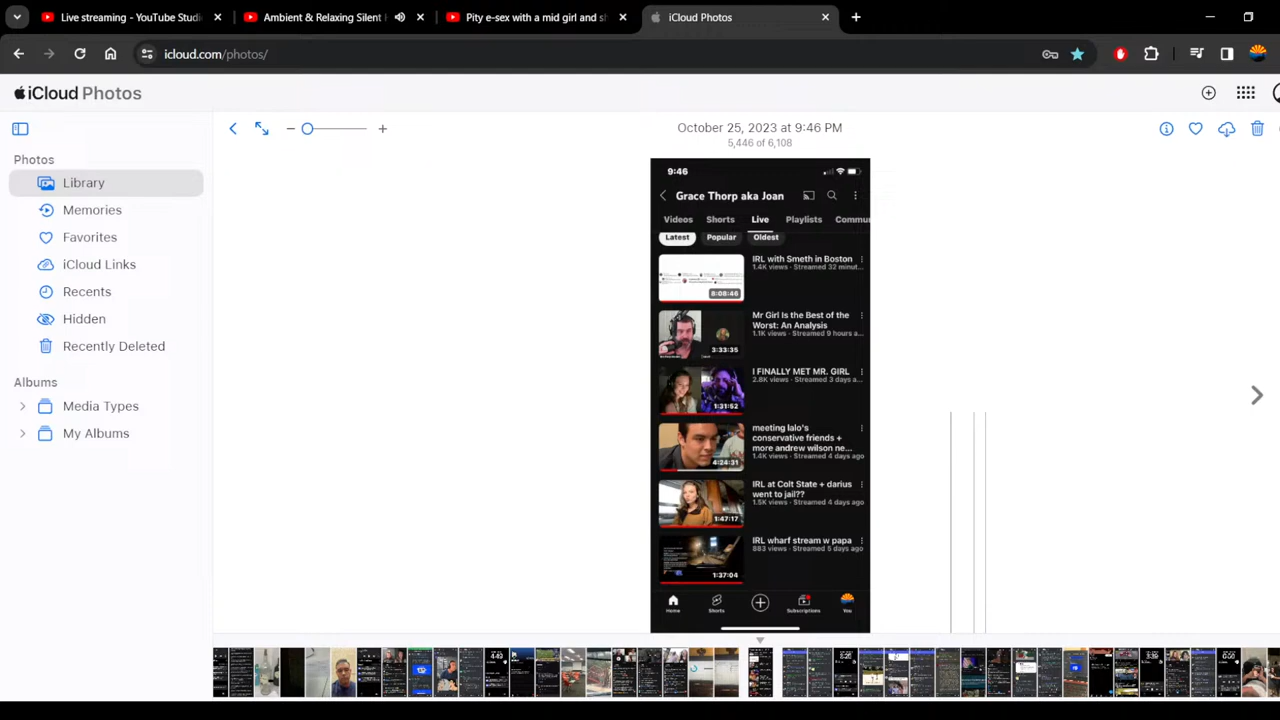 Live streaming - YouTube Studi
Ambient & Relaxing Silent
Pity e-sex with a mid girl and sh
iCloud Photos
icloud.com/photos/
iCloud Photos
Photos
Library
Memories
Favorites
iCloud Links
Recents
Hidden
Recently Deleted
Albums
Media Types
My Albums
October 25, 2023 at 9:46 PM
5,446 of 6,108
9:46
Grace Thorp aka Joan
Videos Shorts Live Playlists Commu
Latest Popular Oldest
IRL with Smeth in Boston
1.4K views · Streamed 32 minut...
8:08:46
Mr Girl Is the Best of the
Worst: An Analysis
1.1K views · Streamed 9 hours a...
3:33:35
I FINALLY MET MR. GIRL
2.8K views · Streamed 3 days a...
1:31:52
meeting lalo's
conservative friends +
more andrew wilson ne...
1.4K views · Streamed 4 days ago
4:24:31
IRL at Colt State + darius
went to jail??
1.5K views · Streamed 4 days ago
1:47:17
IRL wharf stream w papa
883 views · Streamed 5 days ago
1:37:04
Home Shorts Subscriptions You